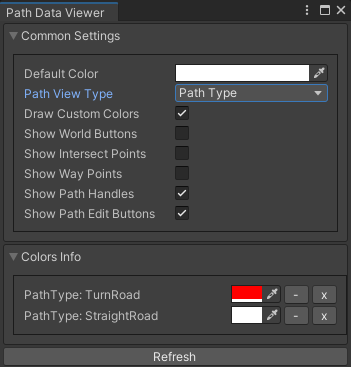 Path Data Viewer
Common Settings
Default Color
Path View Type Path Type
Draw Custom Colors
Show World Buttons
Show Intersect Points
Show Way Points
Show Path Handles
Show Path Edit Buttons
Colors Info
PathType: TurnRoad - x
PathType: StraightRoad - x
Refresh